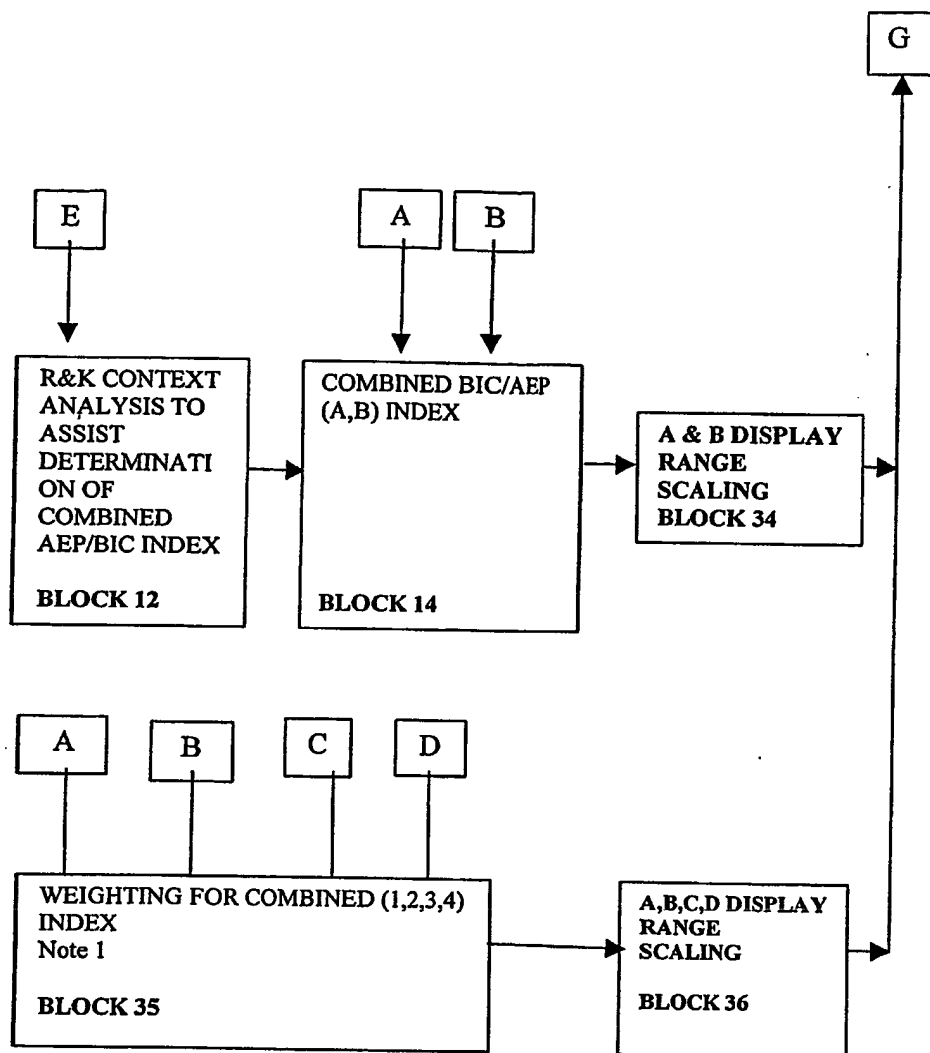 G
E
A
B
R&K CONTEXT
ANALYSIS TO
ASSIST
DETERMINATI
ON OF
COMBINED
AEP/BIC INDEX
BLOCK 12
COMBINED BIC/AEP
(A,B) INDEX
BLOCK 14
A & B DISPLAY
RANGE
SCALING
BLOCK 34
A
B
C
D
WEIGHTING FOR COMBINED (1,2,3,4)
INDEX
Note 1
BLOCK 35
A,B,C,D DISPLAY
RANGE
SCALING
BLOCK 36